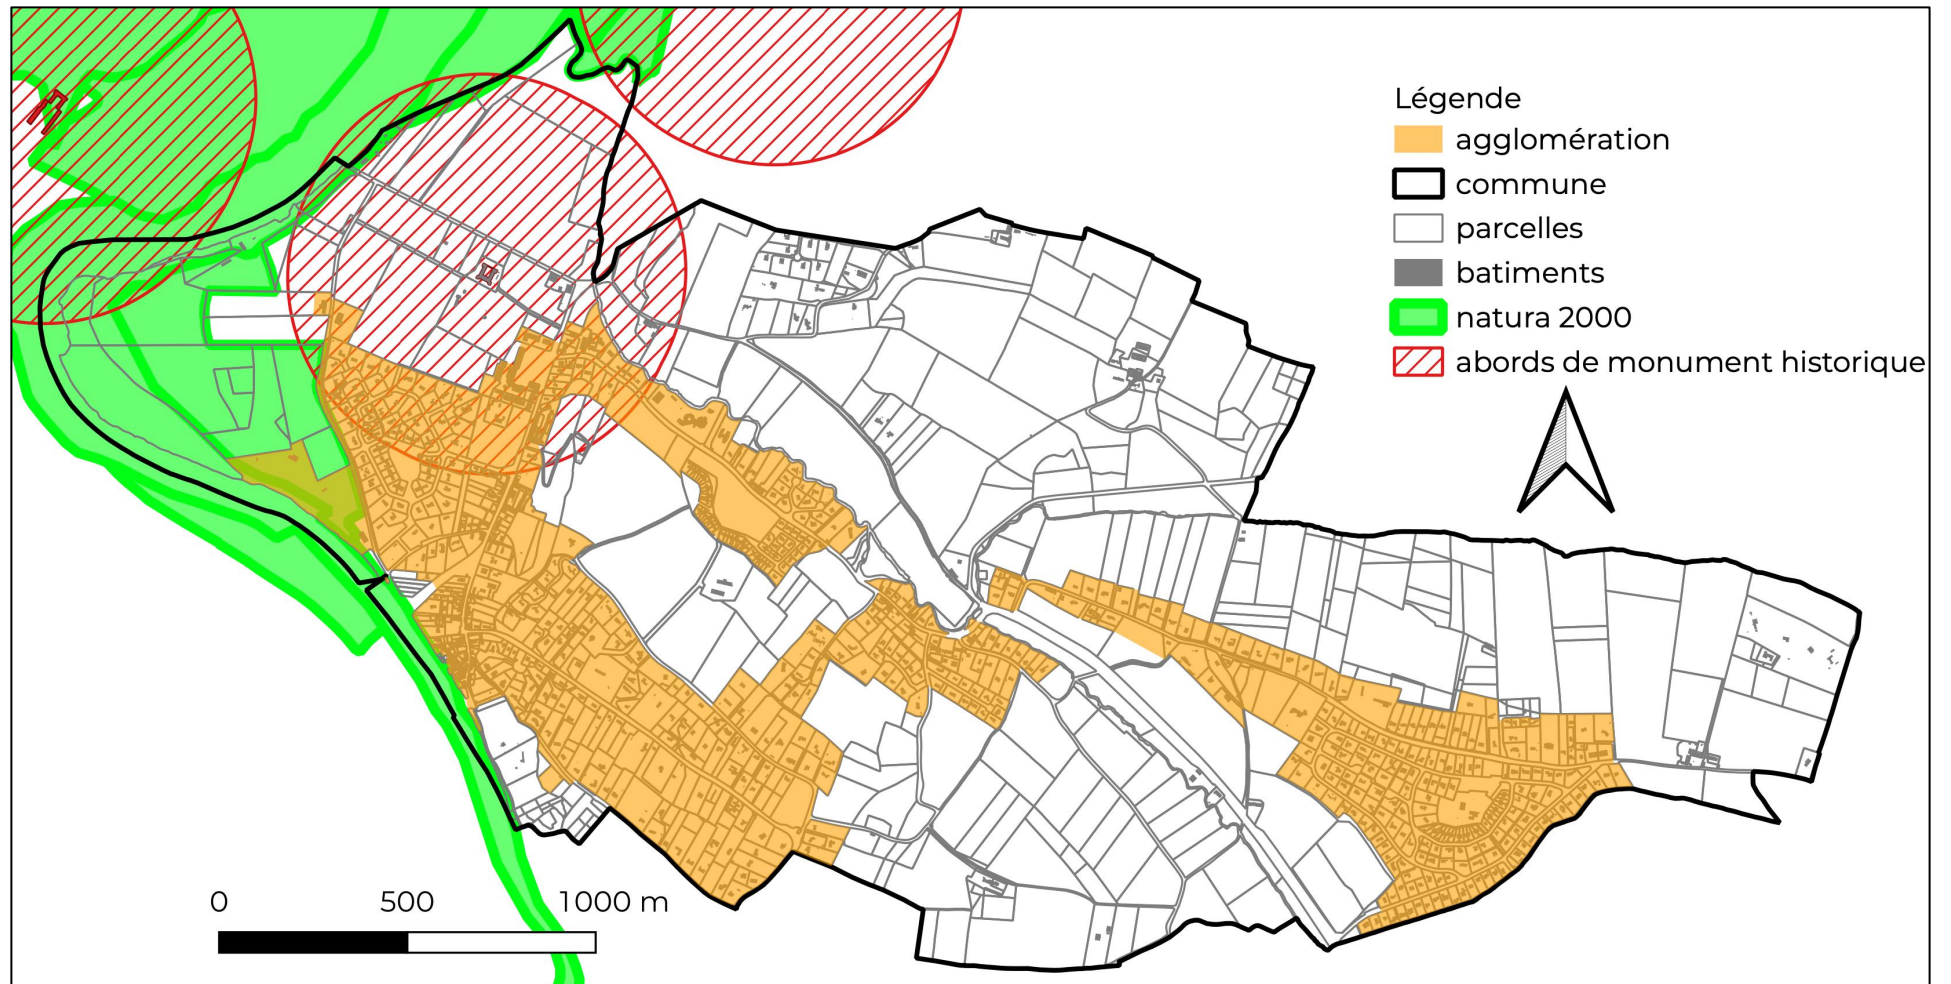 Légende
agglomération
commune
parcelles
batiments
natura 2000
abords de monument historique
0 500 1000 m